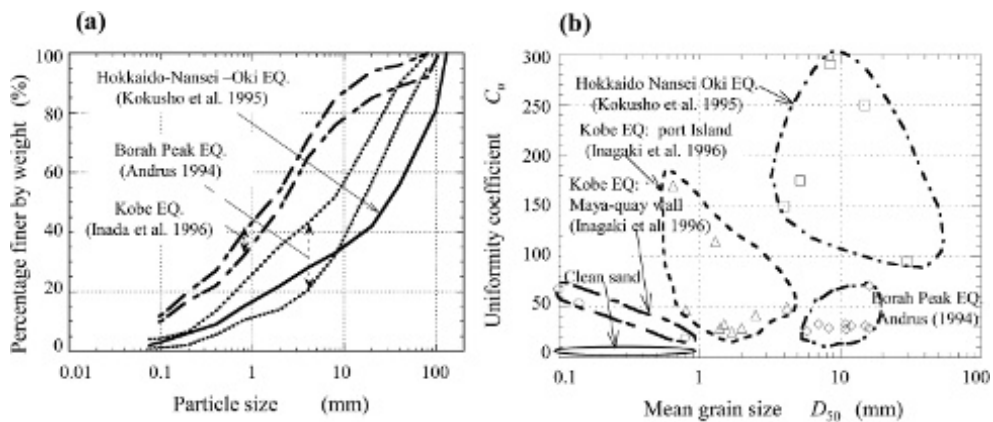 (a)
100
80
60
40
20
0
Percentage finer by weight (%)
Hokkaido-Nansei –Oki EQ.
(Kokusho et al. 1995)
Borah Peak EQ.
(Andrus 1994)
Kobe EQ.
(Inada et al. 1996)
0.01 0.1 1 10 100
Particle size (mm)
(b)
300
250
200
150
100
50
0
Uniformity coefficient Cu
Hokkaido Nansei Oki EQ.
(Kokusho et al. 1995)
Kobe EQ: port Island
(Inagaki et al. 1996)
Kobe EQ:
Maya-quay wall
(Inagaki et al. 1996)
Clean sand
Borah Peak EQ.
Andrus (1994)
0.1 1 10 100
Mean grain size D50 (mm)